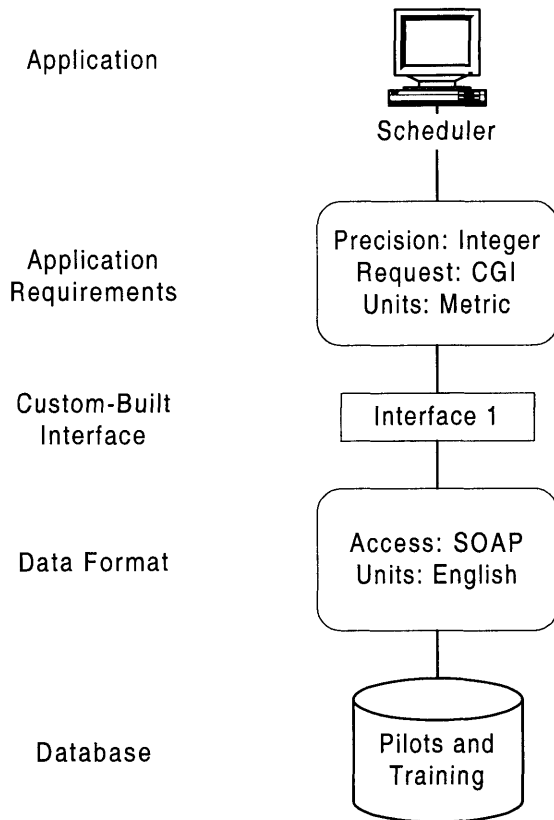 Application
Scheduler
Application
Requirements
Precision: Integer
Request: CGI
Units: Metric
Custom-Built
Interface
Interface 1
Data Format
Access: SOAP
Units: English
Database
Pilots and
Training